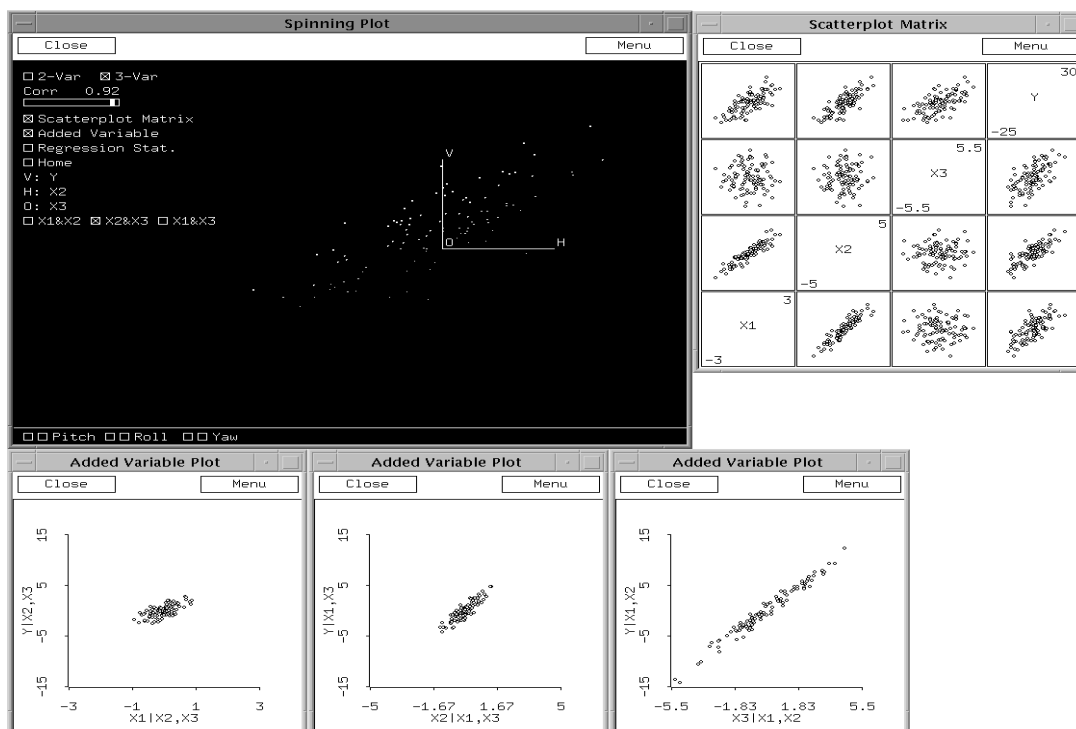 Spinning Plot
Close Menu
2-Var 3-Var
Corr 0.92
Scatterplot Matrix
Added Variable
Regression Stat.
Home
V: Y
H: X2
O: X3
X1&X2 X2&X3 X1&X3
V
O H
Pitch Roll Yaw
Scatterplot Matrix
Close Menu
30
Y
-25
5.5
X3
-5.5
5
X2
-5
3
X1
-3
Added Variable Plot
Close Menu
Y|X2,X3
15
5
-5
-15
-3 -1 1 3
X1|X2,X3
Added Variable Plot
Close Menu
Y|X1,X3
15
5
-5
-15
-5 -1.67 1.67 5
X2|X1,X3
Added Variable Plot
Close Menu
Y|X1,X2
15
5
-5
-15
-5.5 -1.83 1.83 5.5
X3|X1,X2